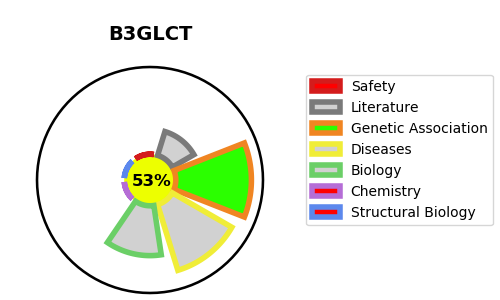 B3GLCT
53%
Safety
Literature
Genetic Association
Diseases
Biology
Chemistry
Structural Biology